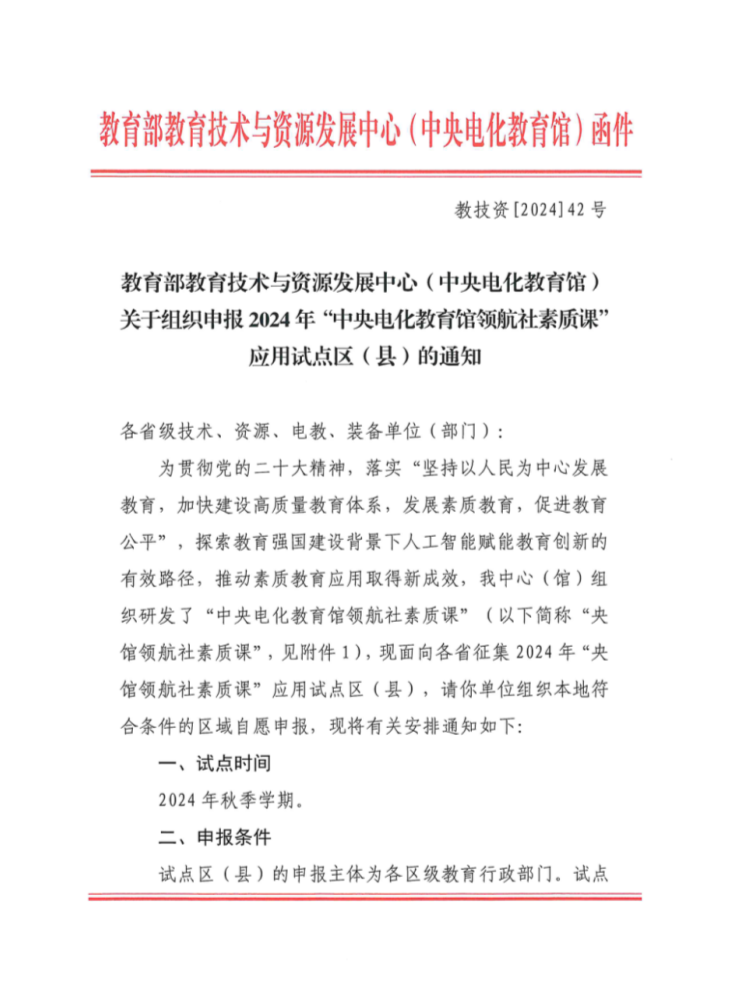 教育部教育技术与资源发展中心（中央电化教育馆）函件
教技资[2024]42 号
教育部教育技术与资源发展中心（中央电化教育馆）
关于组织申报 2024 年“中央电化教育馆领航社素质课”
应用试点区（县）的通知
各省级技术、资源、电教、装备单位（部门）：
为贯彻党的二十大精神，落实“坚持以人民为中心发展
教育，加快建设高质量教育体系，发展素质教育，促进教育
公平”，探索教育强国建设背景下人工智能赋能教育创新的
有效路径，推动素质教育应用取得新成效，我中心（馆）组
织研发了“中央电化教育馆领航社素质课”（以下简称“央
馆领航社素质课”，见附件 1），现面向各省征集 2024 年“央
馆领航社素质课”应用试点区（县），请你单位组织本地符
合条件的区域自愿申报，现将有关安排通知如下：
一、试点时间
2024 年秋季学期。
二、申报条件
试点区（县）的申报主体为各区级教育行政部门。试点